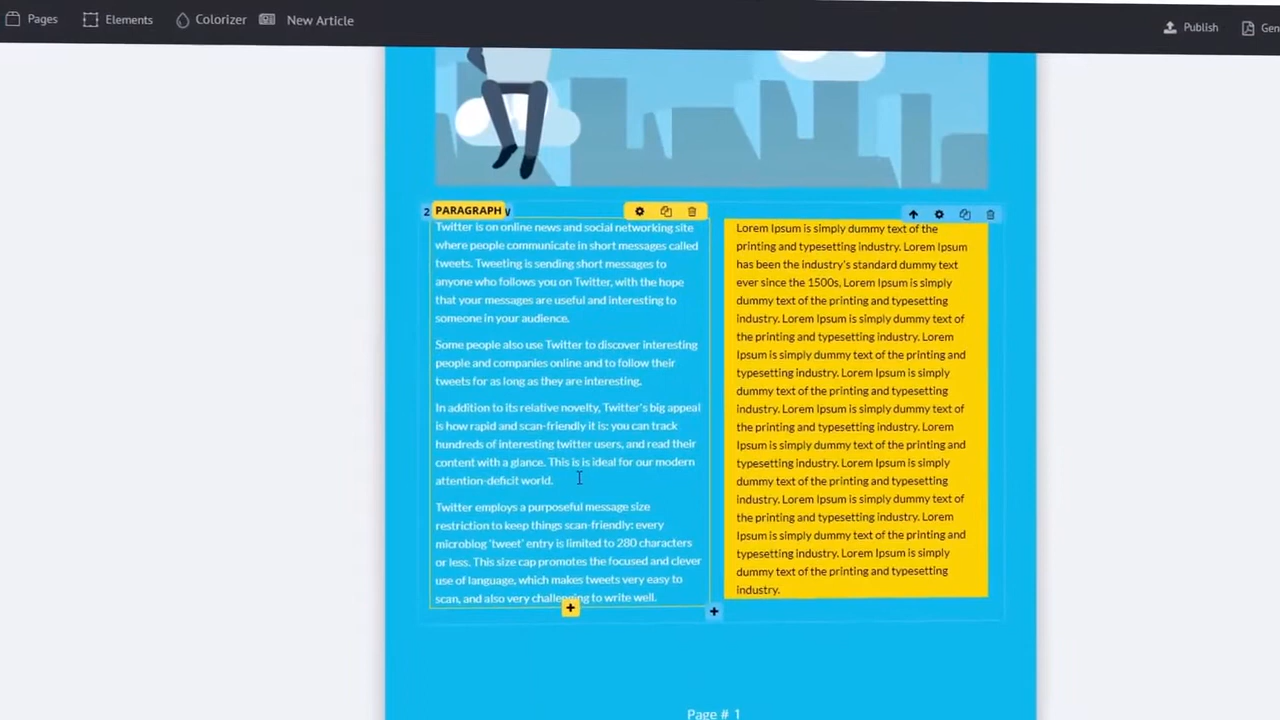 Pages
Elements
Colorizer
New Article
Publish
Gen
2
PARAGRAPH
Twitter is on online news and social networking site
where people communicate in short messages called
tweets. Tweeting is sending short messages to
anyone who follows you on Twitter, with the hope
that your messages are useful and interesting to
someone in your audience.
Some people also use Twitter to discover interesting
people and companies online and to follow their
tweets for as long as they are interesting.
In addition to its relative novelty, Twitter's big appeal
is how rapid and scan-friendly it is: you can track
hundreds of interesting twitter users, and read their
content with a glance. This is is ideal for our modern
attention-deficit world.
Twitter employs a purposeful message size
restriction to keep things scan-friendly: every
microblog 'tweet' entry is limited to 280 characters
or less. This size cap promotes the focused and clever
use of language, which makes tweets very easy to
scan, and also very challenging to write well.
Lorem Ipsum is simply dummy text of the
printing and typesetting industry. Lorem Ipsum
has been the industry's standard dummy text
ever since the 1500s, Lorem Ipsum is simply
dummy text of the printing and typesetting
industry. Lorem Ipsum is simply dummy text of
the printing and typesetting industry. Lorem
Ipsum is simply dummy text of the printing and
typesetting industry. Lorem Ipsum is simply
dummy text of the printing and typesetting
industry. Lorem Ipsum is simply dummy text of
the printing and typesetting industry. Lorem
Ipsum is simply dummy text of the printing and
typesetting industry. Lorem Ipsum is simply
dummy text of the printing and typesetting
industry. Lorem Ipsum is simply dummy text of
the printing and typesetting industry. Lorem
Ipsum is simply dummy text of the printing and
typesetting industry. Lorem Ipsum is simply
dummy text of the printing and typesetting
industry.
Page # 1